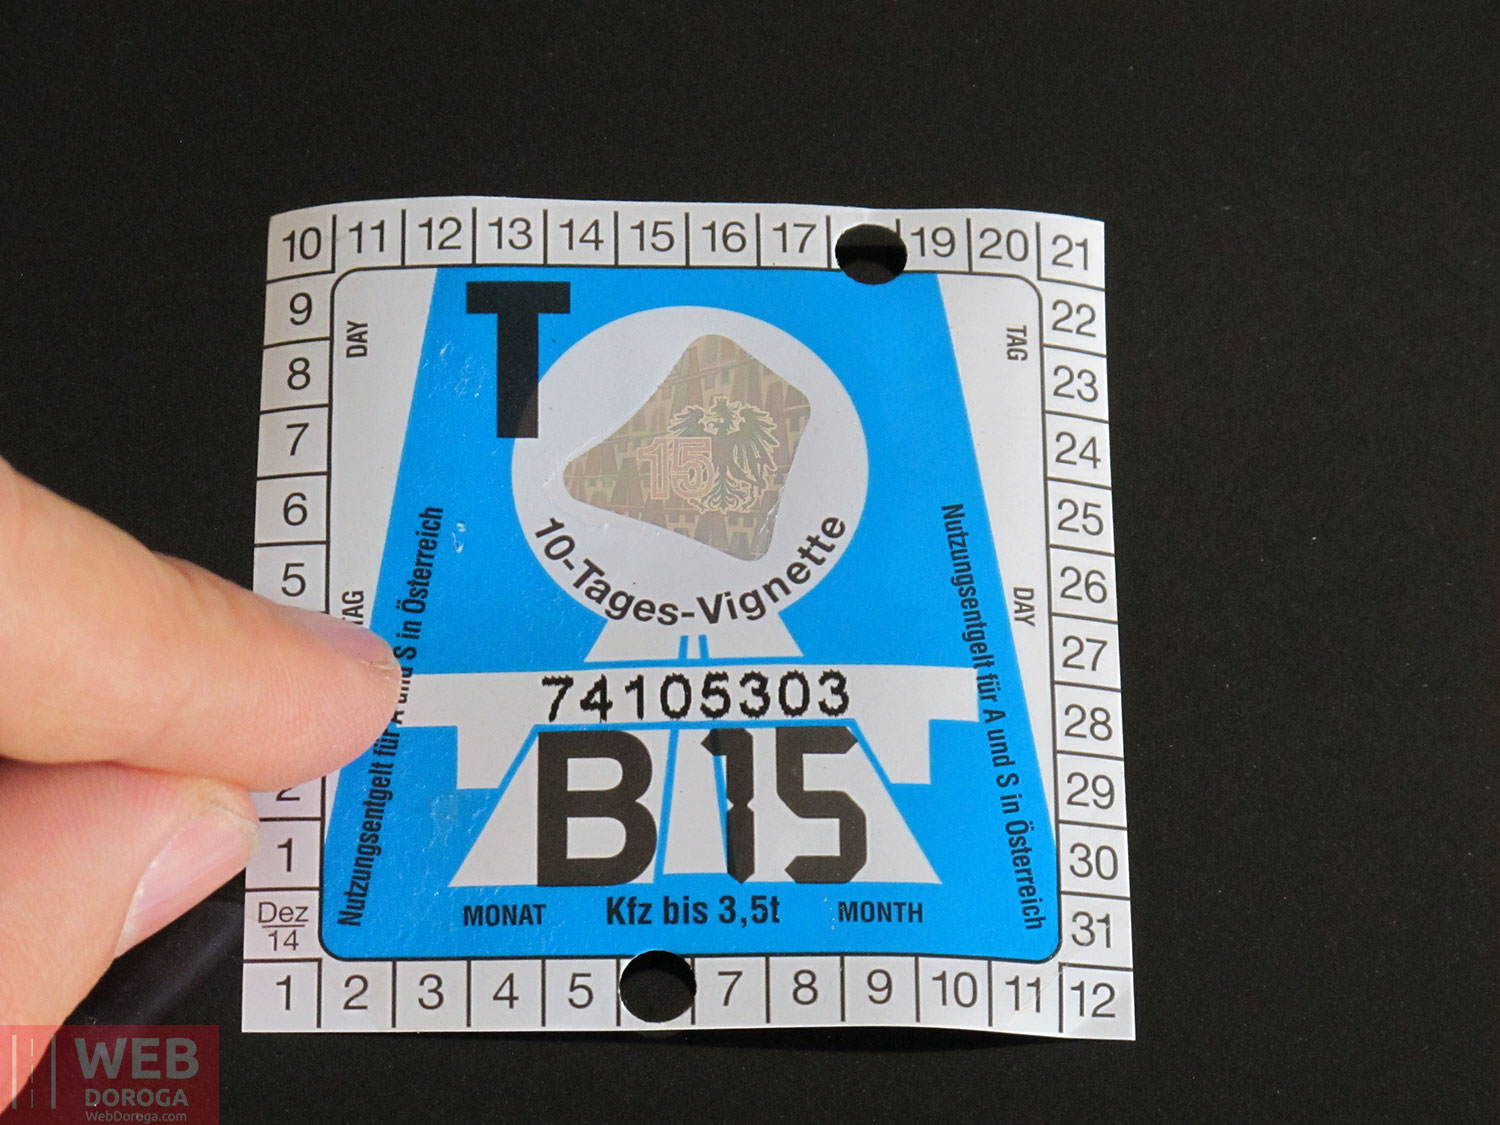 10 11 12 13 14 15 16 17 19 20 21
9
8
7
6
5
2
1
Dez
14
22
23
24
25
26
27
28
29
30
31
DAY
TAG
TAG
DAY
T
15
10-Tages-Vignette
Nutzungsentgelt für A und S in Österreich
Nutzungsentgelt für A und S in Österreich
74105303
B 15
MONAT Kfz bis 3,5t MONTH
1 2 3 4 5 7 8 9 10 11 12
WEB
DOROGA
WebDoroga.com